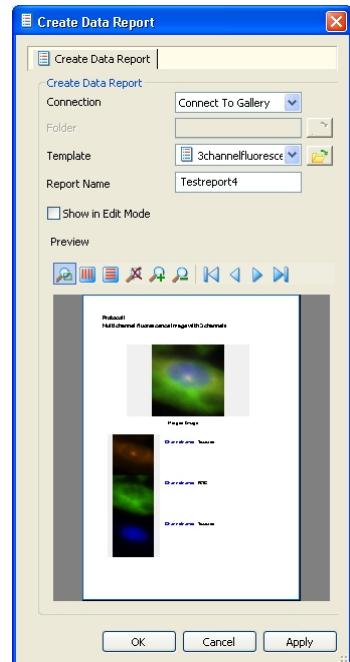 Create Data Report
Create Data Report
Create Data Report
Connection Connect To Gallery
Folder
Template 3channelfluoresce
Report Name Testreport4
Show in Edit Mode
Preview
Protocol1
Multichannel fluorescence image with 3 channels
Merged Image
OK Cancel Apply